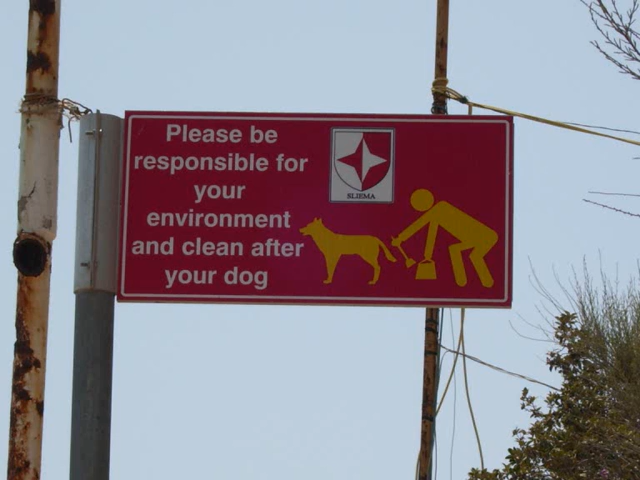 Please be
responsible for
your
environment
and clean after
your dog
SLIEMA